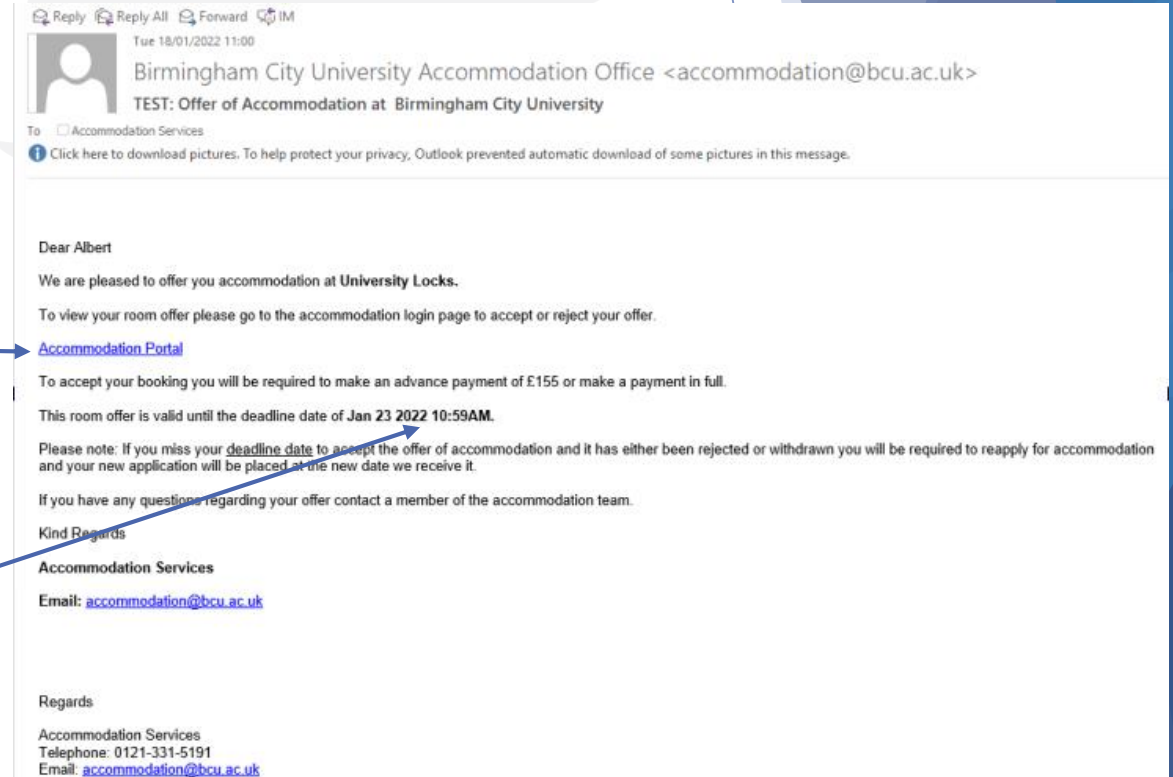 Reply Reply All Forward IM
Tue 18/01/2022 11:00
Birmingham City University Accommodation Office <accommodation@bcu.ac.uk>
TEST: Offer of Accommodation at Birmingham City University
To Accommodation Services
Click here to download pictures. To help protect your privacy, Outlook prevented automatic download of some pictures in this message.
Dear Albert
We are pleased to offer you accommodation at University Locks.
To view your room offer please go to the accommodation login page to accept or reject your offer.
Accommodation Portal
To accept your booking you will be required to make an advance payment of £155 or make a payment in full.
This room offer is valid until the deadline date of Jan 23 2022 10:59AM.
Please note: If you miss your deadline date to accept the offer of accommodation and it has either been rejected or withdrawn you will be required to reapply for accommodation
and your new application will be placed at the new date we receive it.
If you have any questions regarding your offer contact a member of the accommodation team.
Kind Regards
Accommodation Services
Email: accommodation@bcu.ac.uk
Regards
Accommodation Services
Telephone: 0121-331-5191
Email: accommodation@bcu.ac.uk